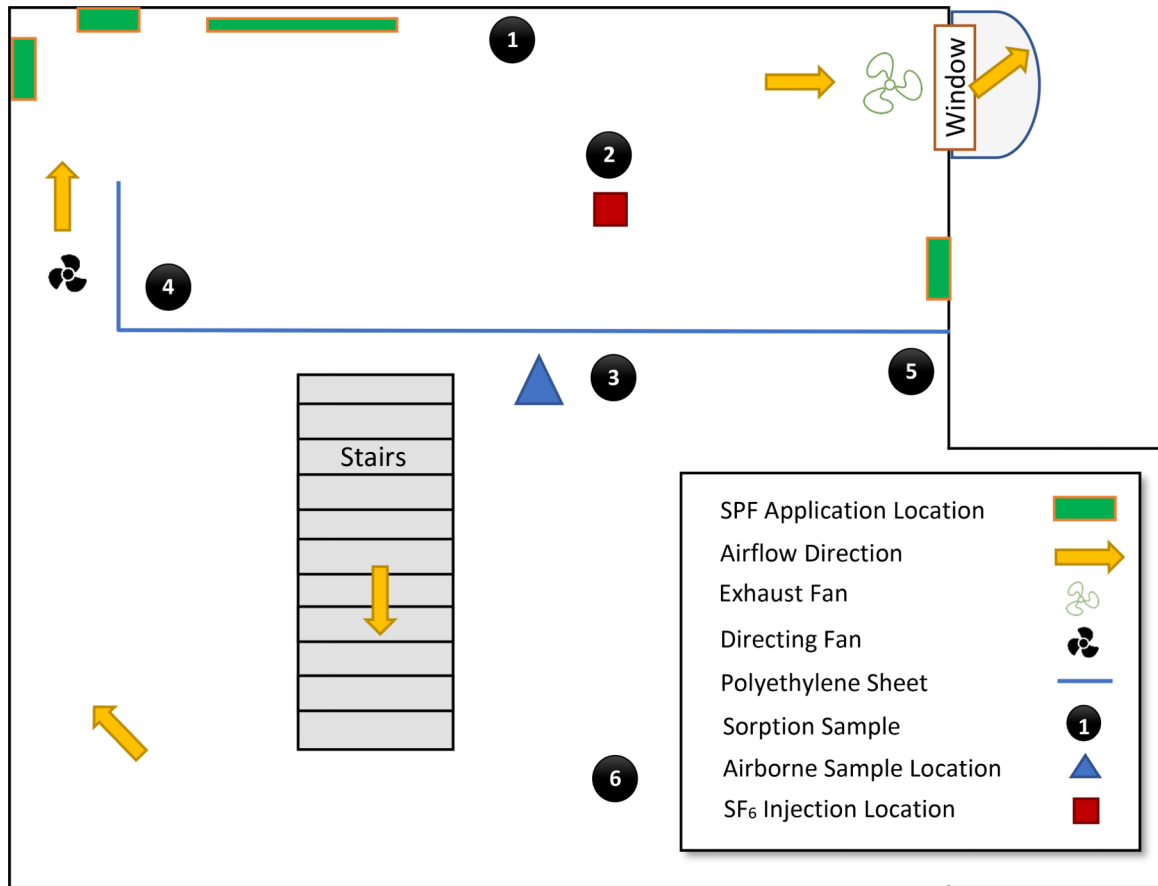 1
Window
2
4
3
5
Stairs
SPF Application Location
Airflow Direction
Exhaust Fan
Directing Fan
Polyethylene Sheet
Sorption Sample
1
Airborne Sample Location
6
SF₆ Injection Location